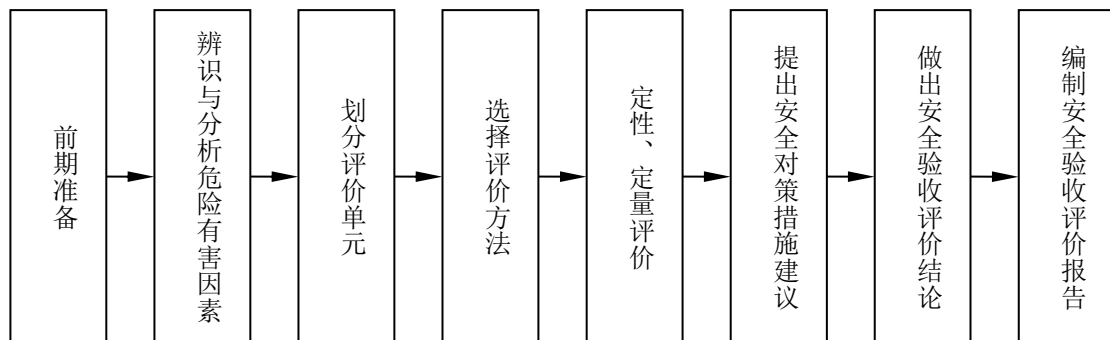 前期准备
辨识与分析危险有害因素
划分评价单元
选择评价方法
定性、定量评价
提出安全对策措施建议
做出安全验收评价结论
编制安全验收评价报告